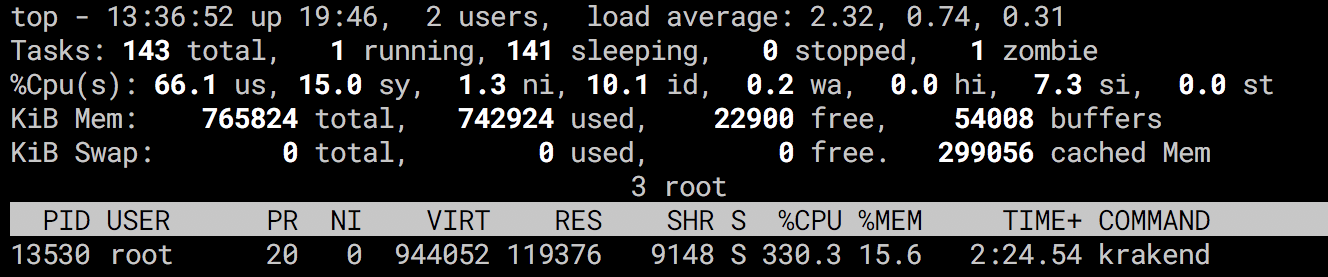 top - 13:36:52 up 19:46,  2 users,  load average: 2.32, 0.74, 0.31
Tasks: 143 total,   1 running, 141 sleeping,   0 stopped,   1 zombie
%Cpu(s): 66.1 us, 15.0 sy,  1.3 ni, 10.1 id,  0.2 wa,  0.0 hi,  7.3 si,  0.0 st
KiB Mem:    765824 total,   742924 used,    22900 free,    54008 buffers
KiB Swap:        0 total,        0 used,        0 free.   299056 cached Mem
3 root
PID USER      PR  NI    VIRT    RES    SHR S  %CPU %MEM     TIME+ COMMAND
13530 root      20   0  944052 119376   9148 S 330.3 15.6   2:24.54 krakend